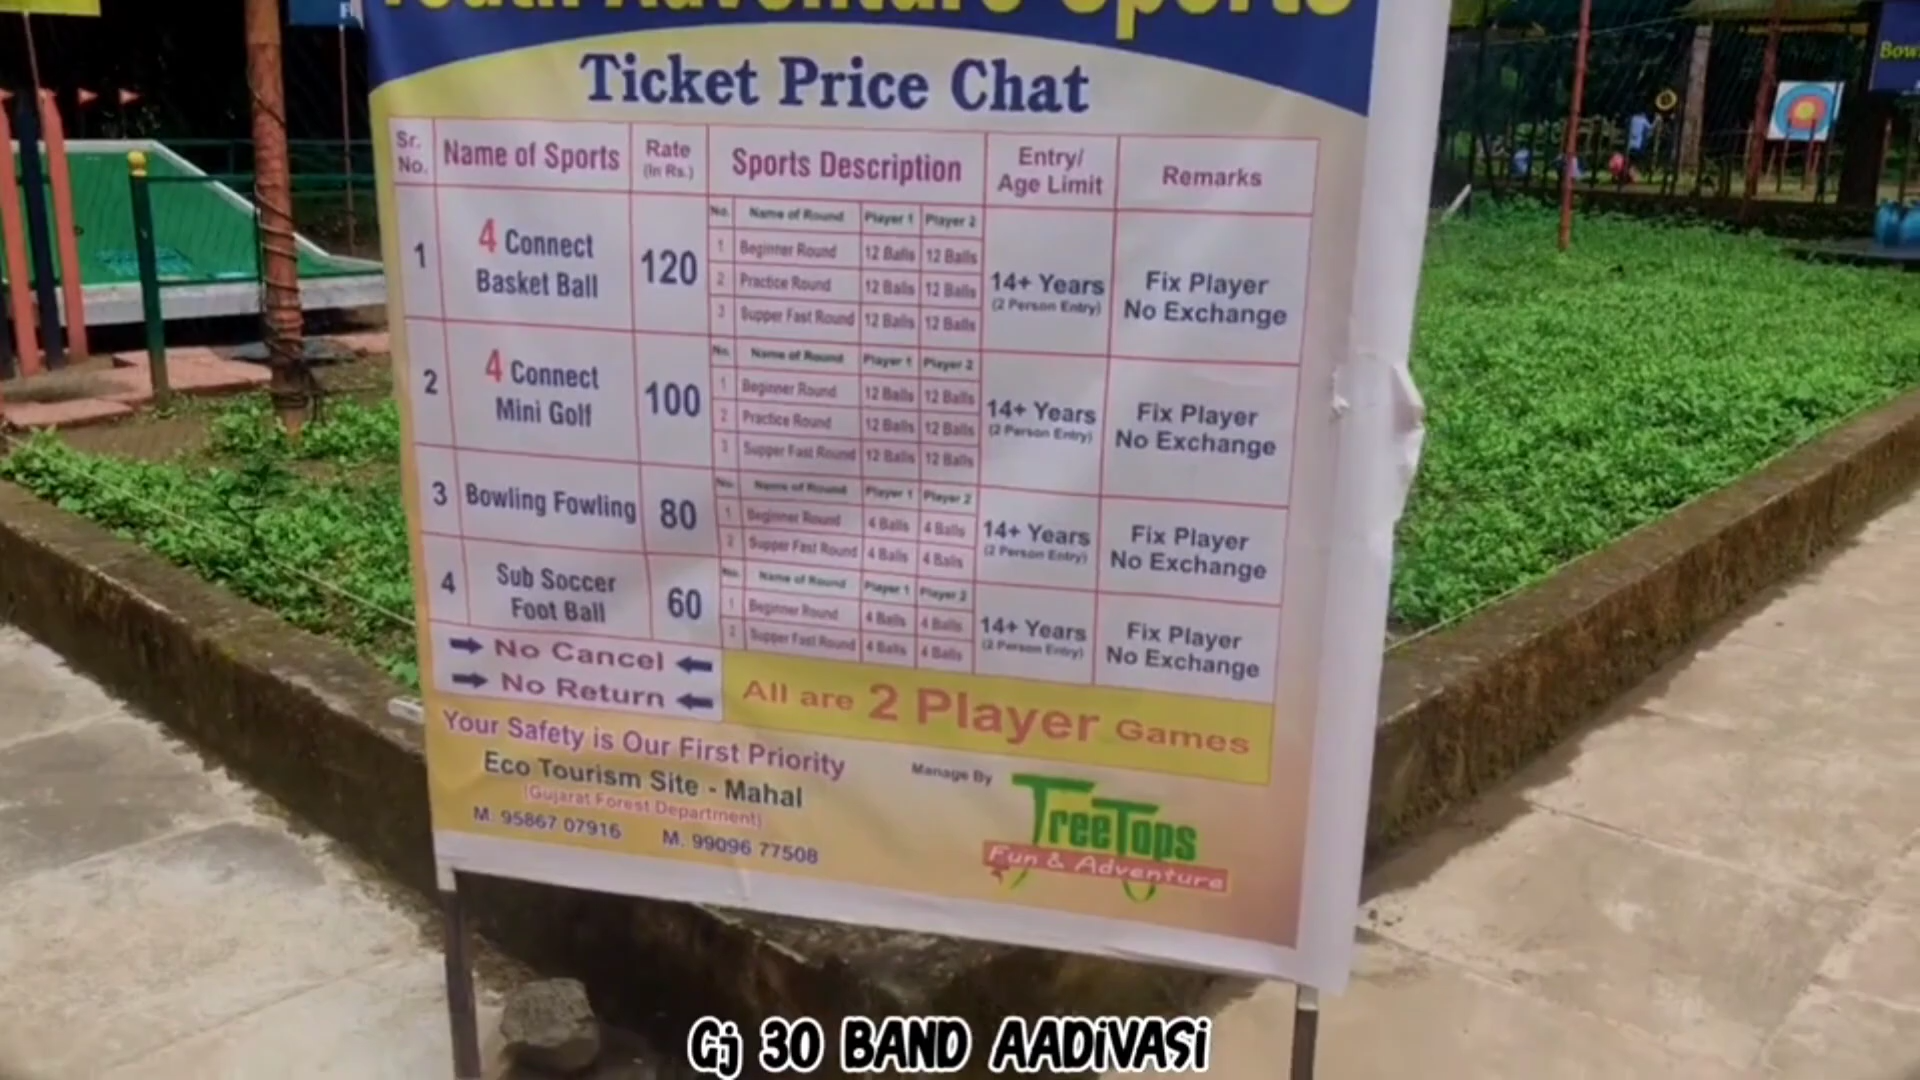 Youth Adventure Sports
Ticket Price Chat
Sr. No. Name of Sports Rate (In Rs.) Sports Description Entry/ Age Limit Remarks
1 4 Connect Basket Ball 120 14+ Years (2 Person Entry) Fix Player No Exchange
No. Name of Round Player 1 Player 2
1 Beginner Round 12 Balls 12 Balls
2 Practice Round 12 Balls 12 Balls
3 Supper Fast Round 12 Balls 12 Balls
2 4 Connect Mini Golf 100 14+ Years (2 Person Entry) Fix Player No Exchange
No. Name of Round Player 1 Player 2
1 Beginner Round 12 Balls 12 Balls
2 Practice Round 12 Balls 12 Balls
3 Supper Fast Round 12 Balls 12 Balls
3 Bowling Fowling 80 14+ Years (2 Person Entry) Fix Player No Exchange
No. Name of Round Player 1 Player 2
1 Beginner Round 4 Balls 4 Balls
2 Supper Fast Round 4 Balls 4 Balls
4 Sub Soccer Foot Ball 60 14+ Years (2 Person Entry) Fix Player No Exchange
No. Name of Round Player 1 Player 2
1 Beginner Round 4 Balls 4 Balls
2 Supper Fast Round 4 Balls 4 Balls
No Cancel
No Return
All are 2 Player Games
Your Safety is Our First Priority
Eco Tourism Site - Mahal
(Gujarat Forest Department)
M. 95867 07916 M. 99096 77508
Manage By
TreeTops
Fun & Adventure
Gj 30 BAND AADiVASi